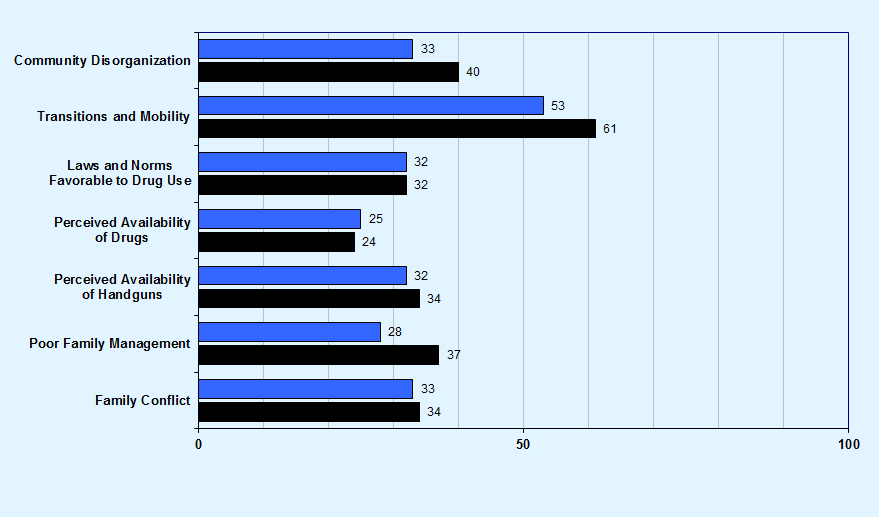 Community Disorganization
33
40
Transitions and Mobility
53
61
Laws and Norms
Favorable to Drug Use
32
32
Perceived Availability
of Drugs
25
24
Perceived Availability
of Handguns
32
34
Poor Family Management
28
37
Family Conflict
33
34
0 50 100